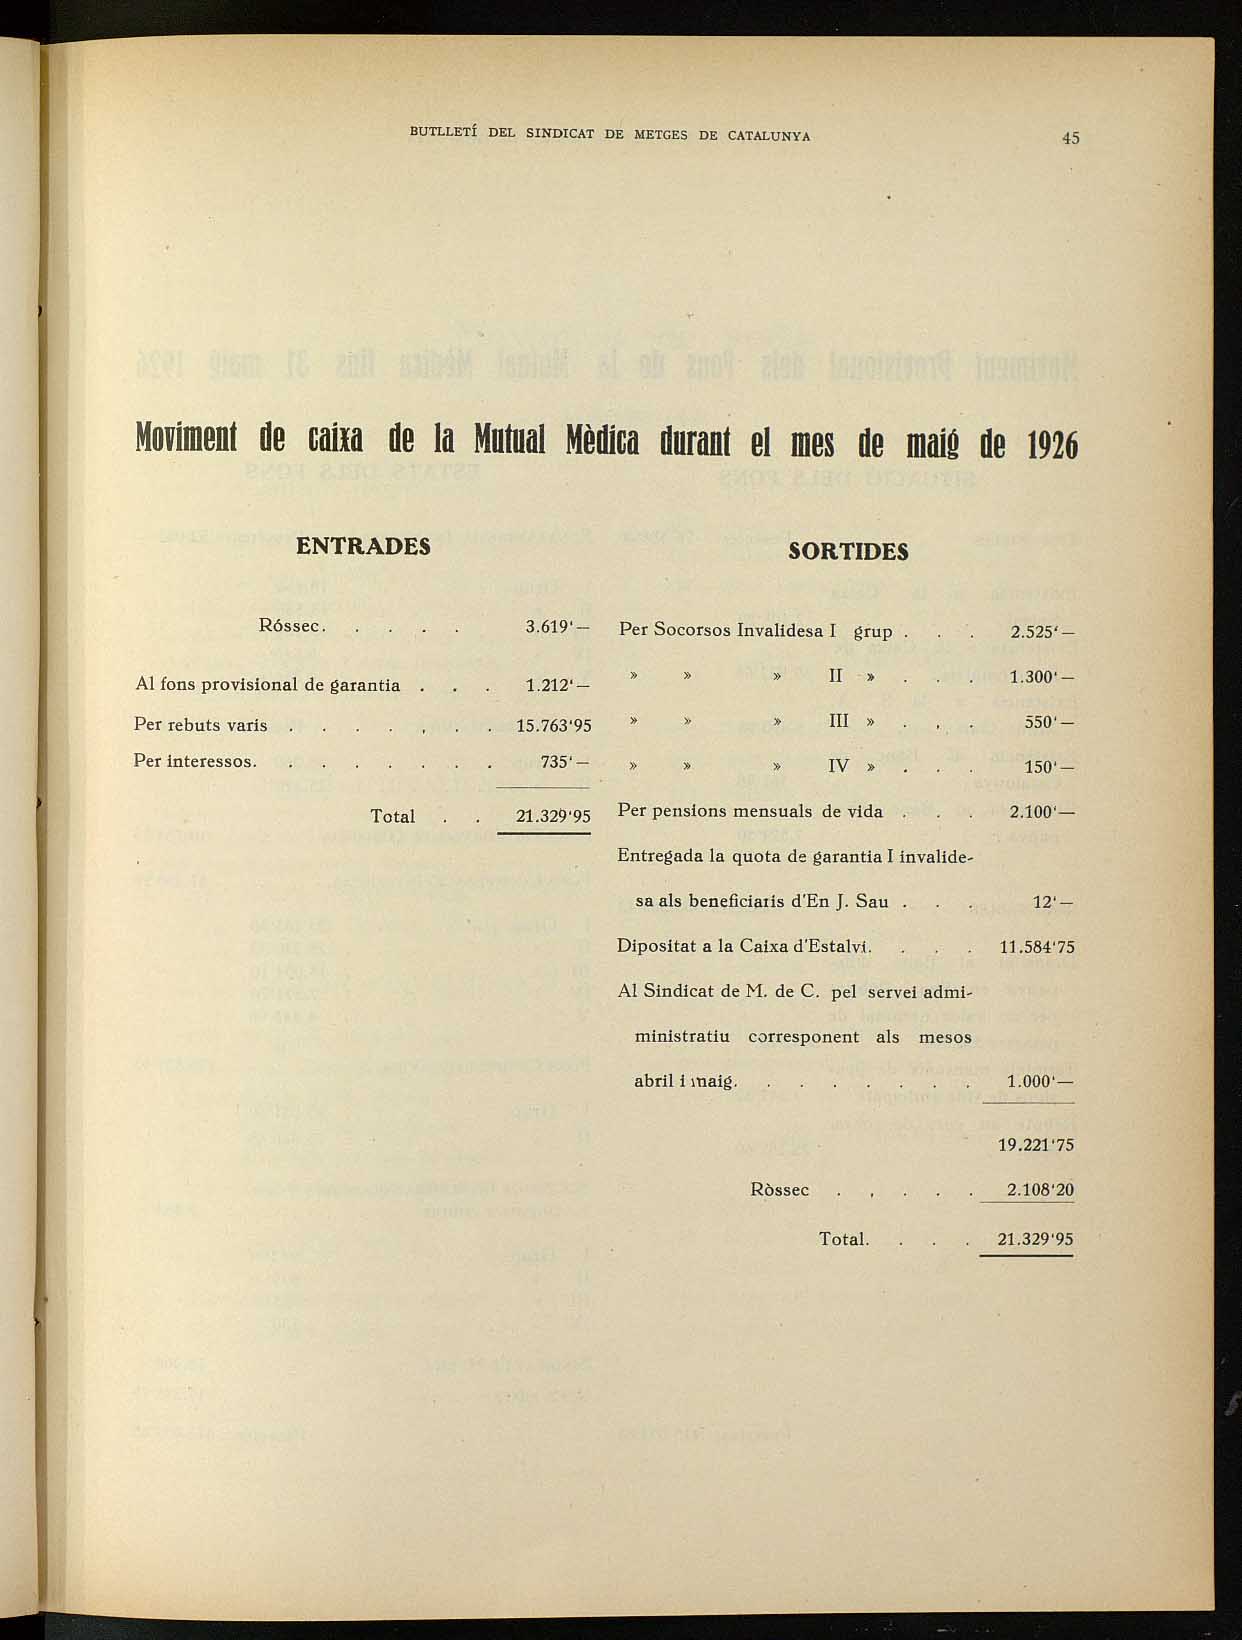 BUTLLETÍ DEL SINDICAT DE METGES DE CATALUNYA 45
Moviment de caixa de la Mutual Mèdica durant el mes de maig de 1926
ENTRADES
Róssec. . . . . 3.619'—
Al fons provisional de garantia . . . 1.212'—
Per rebuts varis . . . . . . . 15.763'95
Per interessos. . . . . . . . 735'—
Total . . 21.329'95
SORTIDES
Per Socorsos Invalidesa I grup . . . 2.525'—
» » » II » . . . 1.300'—
» » » III » . . . 550'—
» » » IV » . . . 150'—
Per pensions mensuals de vida . . . 2.100'—
Entregada la quota de garantia I invalide-
sa als beneficiaris d'En J. Sau . . . 12'—
Dipositat a la Caixa d'Estalvi. . . . 11.584'75
Al Sindicat de M. de C. pel servei admi-
ministratiu corresponent als mesos
abril i maig. . . . . . . . 1.000'—
19.221'75
Ròssec . . . . . 2.108'20
Total. . . . 21.329'95